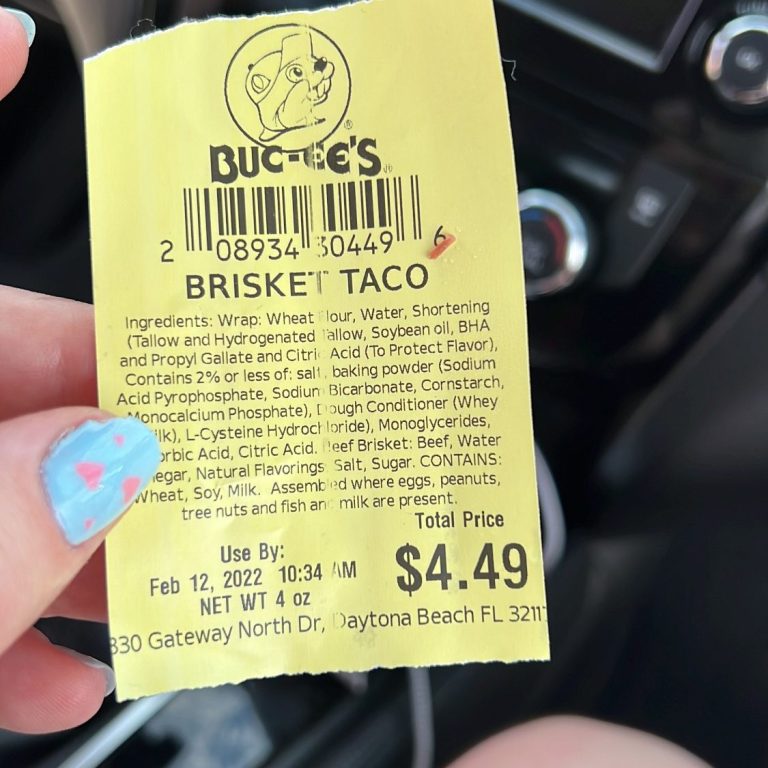 BUC-EE'S
2 08934 30449 6
BRISKET TACO
Ingredients: Wrap: Wheat Flour, Water, Shortening
(Tallow and Hydrogenated Tallow, Soybean oil, BHA
and Propyl Gallate and Citric Acid (To Protect Flavor),
Contains 2% or less of: salt, baking powder (Sodium
Acid Pyrophosphate, Sodium Bicarbonate, Cornstarch,
Monocalcium Phosphate), Dough Conditioner (Whey
L-Cysteine Hydrochloride), Monoglycerides,
Acid, Citric Acid. Beef Brisket: Beef, Water
Natural Flavorings, Salt, Sugar. CONTAINS:
Wheat, Soy, Milk. Assembled where eggs, peanuts,
tree nuts and fish and milk are present.
Total Price
$4.49
Use By:
Feb 12, 2022 10:34 AM
NET WT 4 oz
Gateway North Dr, Daytona Beach FL